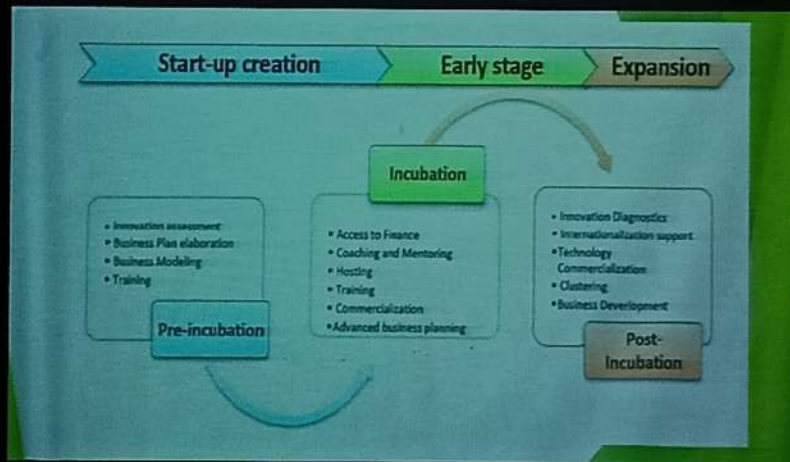 Start-up creation
Early stage
Expansion
• Innovation assessment
• Business Plan elaboration
• Business Modeling
• Training
Pre-incubation
Incubation
• Access to Finance
• Coaching and Mentoring
• Hosting
• Training
• Commercialization
• Advanced business planning
• Innovation Diagnostics
• Internationalization support
• Technology
Commercialization
• Clustering
• Business Development
Post-
Incubation